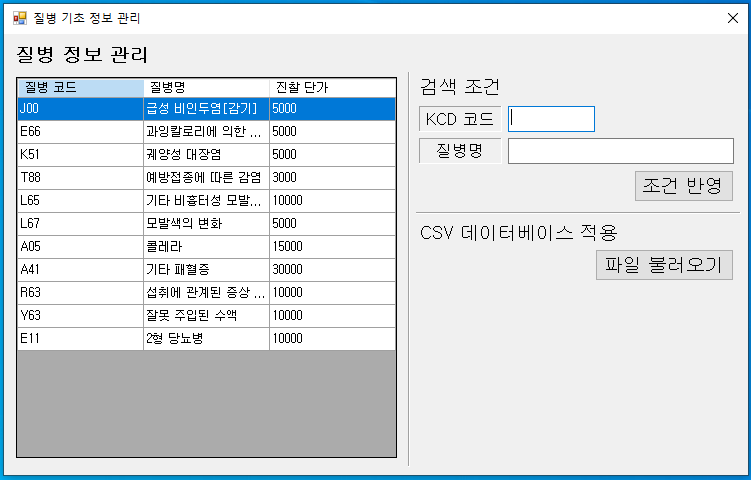 질병 기초 정보 관리
질병 정보 관리
질병 코드 질병명 진찰 단가
J00 급성 비인두염[감기] 5000
E66 과잉칼로리에 의한 ... 5000
K51 궤양성 대장염 5000
T88 예방접종에 따른 감염 3000
L65 기타 비흉터성 모발... 10000
L67 모발색의 변화 5000
A05 콜레라 15000
A41 기타 패혈증 30000
R63 섭취에 관계된 증상 ... 10000
Y63 잘못 주입된 수액 10000
E11 2형 당뇨병 10000
검색 조건
KCD 코드
질병명
조건 반영
CSV 데이터베이스 적용
파일 불러오기